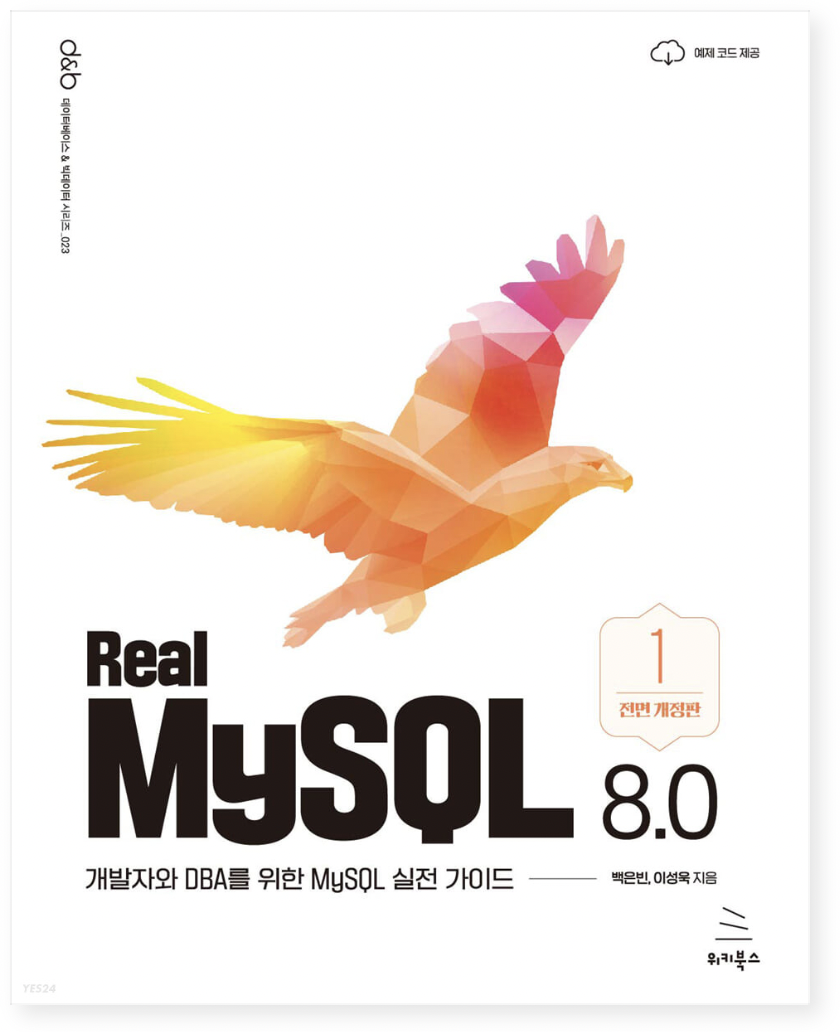 d&b 데이터베이스 & 빅데이터 시리즈_023
예제 코드 제공
Real
MySQL 8.0
1
전면 개정판
개발자와 DBA를 위한 MySQL 실전 가이드
백은빈, 이성욱 지음
위키북스
YES24